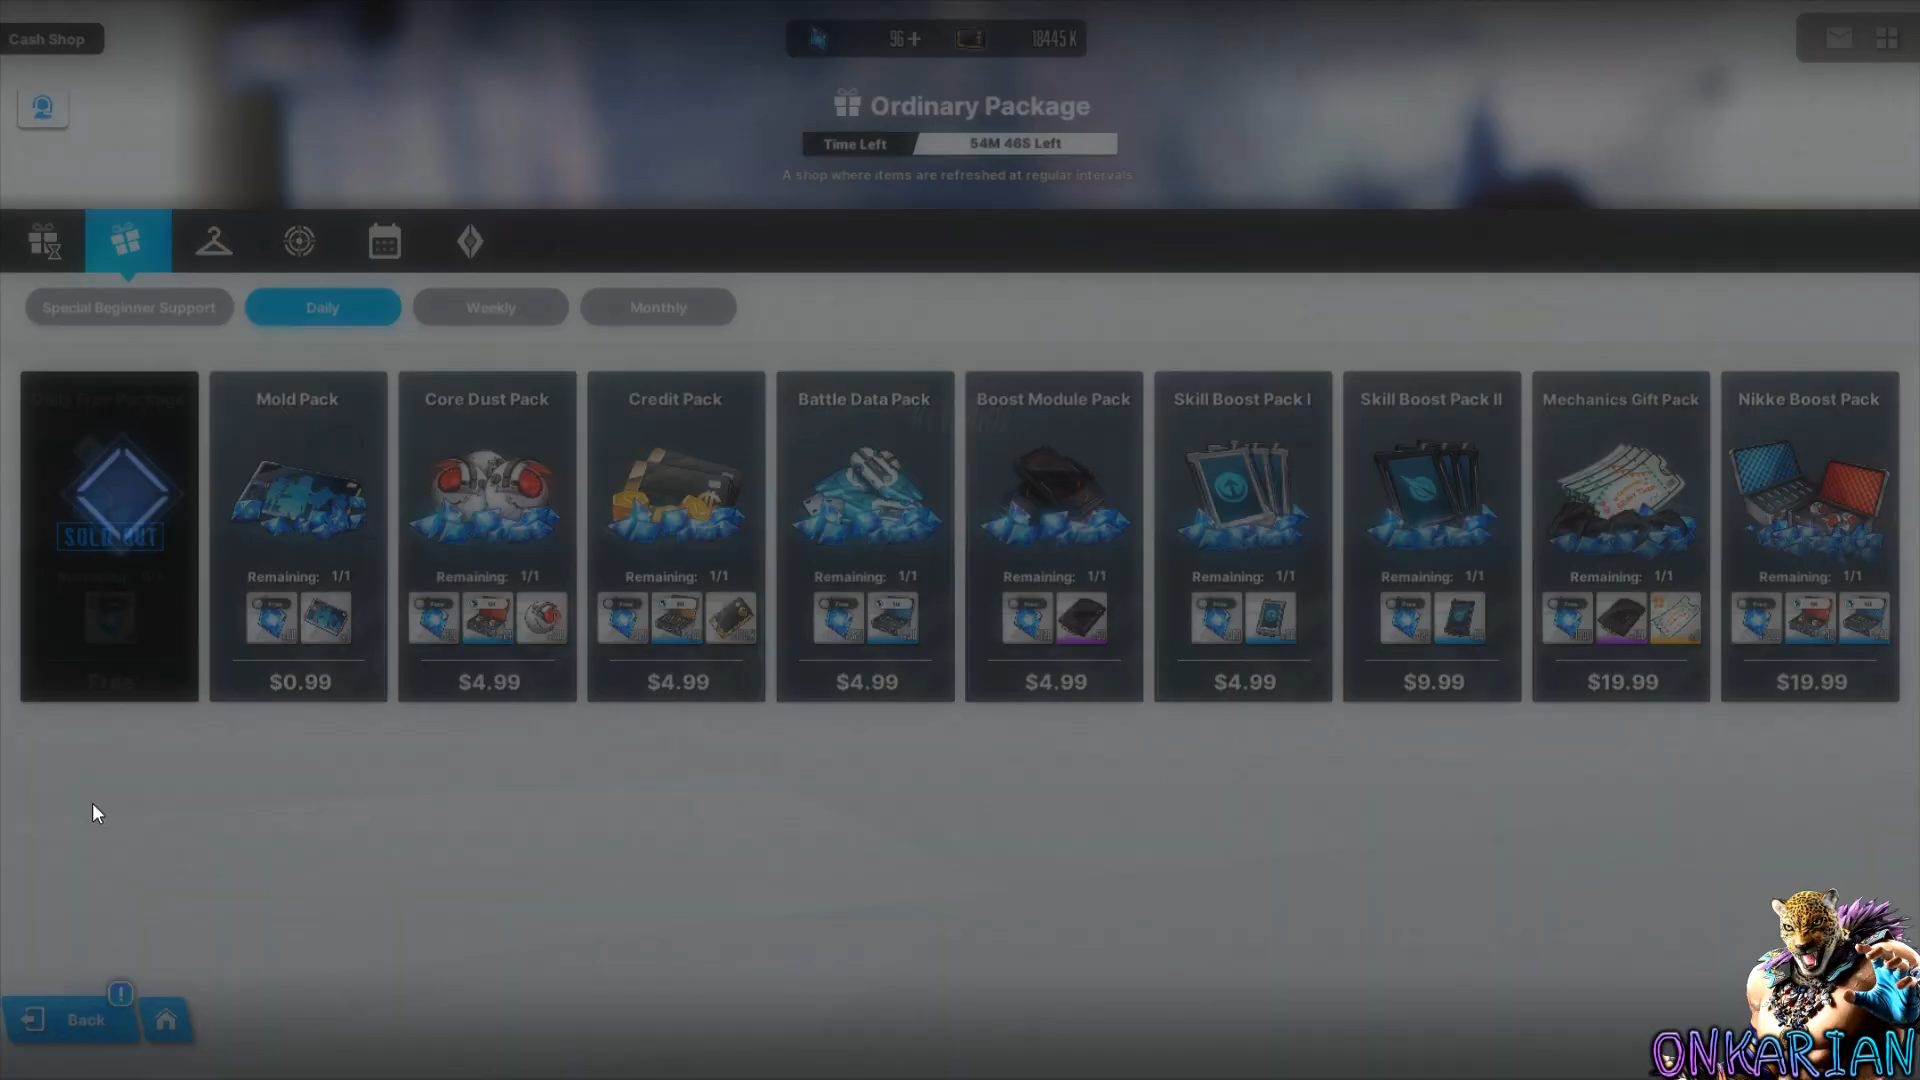 Cash Shop
96+
18445 K
Ordinary Package
Time Left 54M 46S Left
A shop where items are refreshed at regular intervals
Special Beginner Support Daily Weekly Monthly
Daily Free Package Mold Pack Core Dust Pack Credit Pack Battle Data Pack Boost Module Pack Skill Boost Pack I Skill Boost Pack II Mechanics Gift Pack Nikke Boost Pack
SOLD OUT
Remaining: 1/1 Remaining: 1/1 Remaining: 1/1 Remaining: 1/1 Remaining: 1/1 Remaining: 1/1 Remaining: 1/1 Remaining: 1/1 Remaining: 1/1
Free $0.99 $4.99 $4.99 $4.99 $4.99 $4.99 $9.99 $19.99 $19.99
Back
ONKARIAN